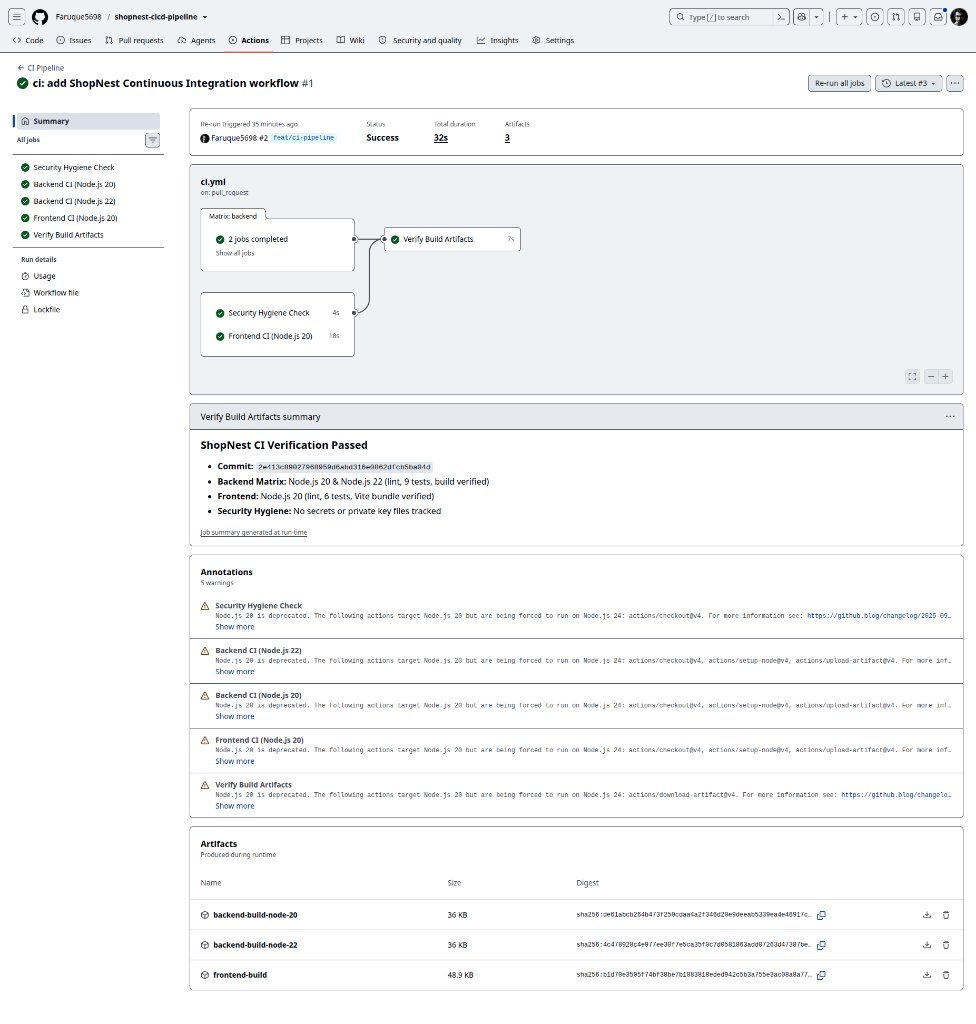 Faruque5698 / shopnest-cicd-pipeline
Type / to search
Code Issues Pull requests Agents Actions Projects Wiki Security and quality Insights Settings
CI Pipeline
ci: add ShopNest Continuous Integration workflow #1
Re-run all jobs Latest #3
Summary
All jobs
Security Hygiene Check
Backend CI (Node.js 20)
Backend CI (Node.js 22)
Frontend CI (Node.js 20)
Verify Build Artifacts
Run details
Usage
Workflow file
Lockfile
Re-run triggered 35 minutes ago Status Total duration Artifacts
Faruque5698 #2 feat/ci-pipeline Success 32s 3
ci.yml
on: pull_request
Matrix: backend
2 jobs completed
Show all jobs
Verify Build Artifacts 7s
Security Hygiene Check 4s
Frontend CI (Node.js 20) 18s
Verify Build Artifacts summary
ShopNest CI Verification Passed
Commit:
Backend Matrix: Node.js 20 & Node.js 22 (lint, 9 tests, build verified)
Frontend: Node.js 20 (lint, 6 tests, Vite bundle verified)
Security Hygiene: No secrets or private key files tracked
Job summary generated at run-time
Annotations
5 warnings
Security Hygiene Check
Node.js 20 is deprecated. The following actions target Node.js 20 but are being forced to run on Node.js 24: actions/checkout@v4. For more information see: https://github.blog/changelog/2025-09…
Show more
Backend CI (Node.js 22)
Node.js 20 is deprecated. The following actions target Node.js 20 but are being forced to run on Node.js 24: actions/checkout@v4, actions/setup-node@v4, actions/upload-artifact@v4. For more inf…
Show more
Backend CI (Node.js 20)
Node.js 20 is deprecated. The following actions target Node.js 20 but are being forced to run on Node.js 24: actions/checkout@v4, actions/setup-node@v4, actions/upload-artifact@v4. For more inf…
Show more
Frontend CI (Node.js 20)
Node.js 20 is deprecated. The following actions target Node.js 20 but are being forced to run on Node.js 24: actions/checkout@v4, actions/setup-node@v4, actions/upload-artifact@v4. For more inf…
Show more
Verify Build Artifacts
Node.js 20 is deprecated. The following actions target Node.js 20 but are being forced to run on Node.js 24: actions/download-artifact@v4. For more information see: https://github.blog/changelo…
Show more
Artifacts
Produced during runtime
Name Size Digest
backend-build-node-20 36 KB
backend-build-node-22 36 KB
frontend-build 48.9 KB